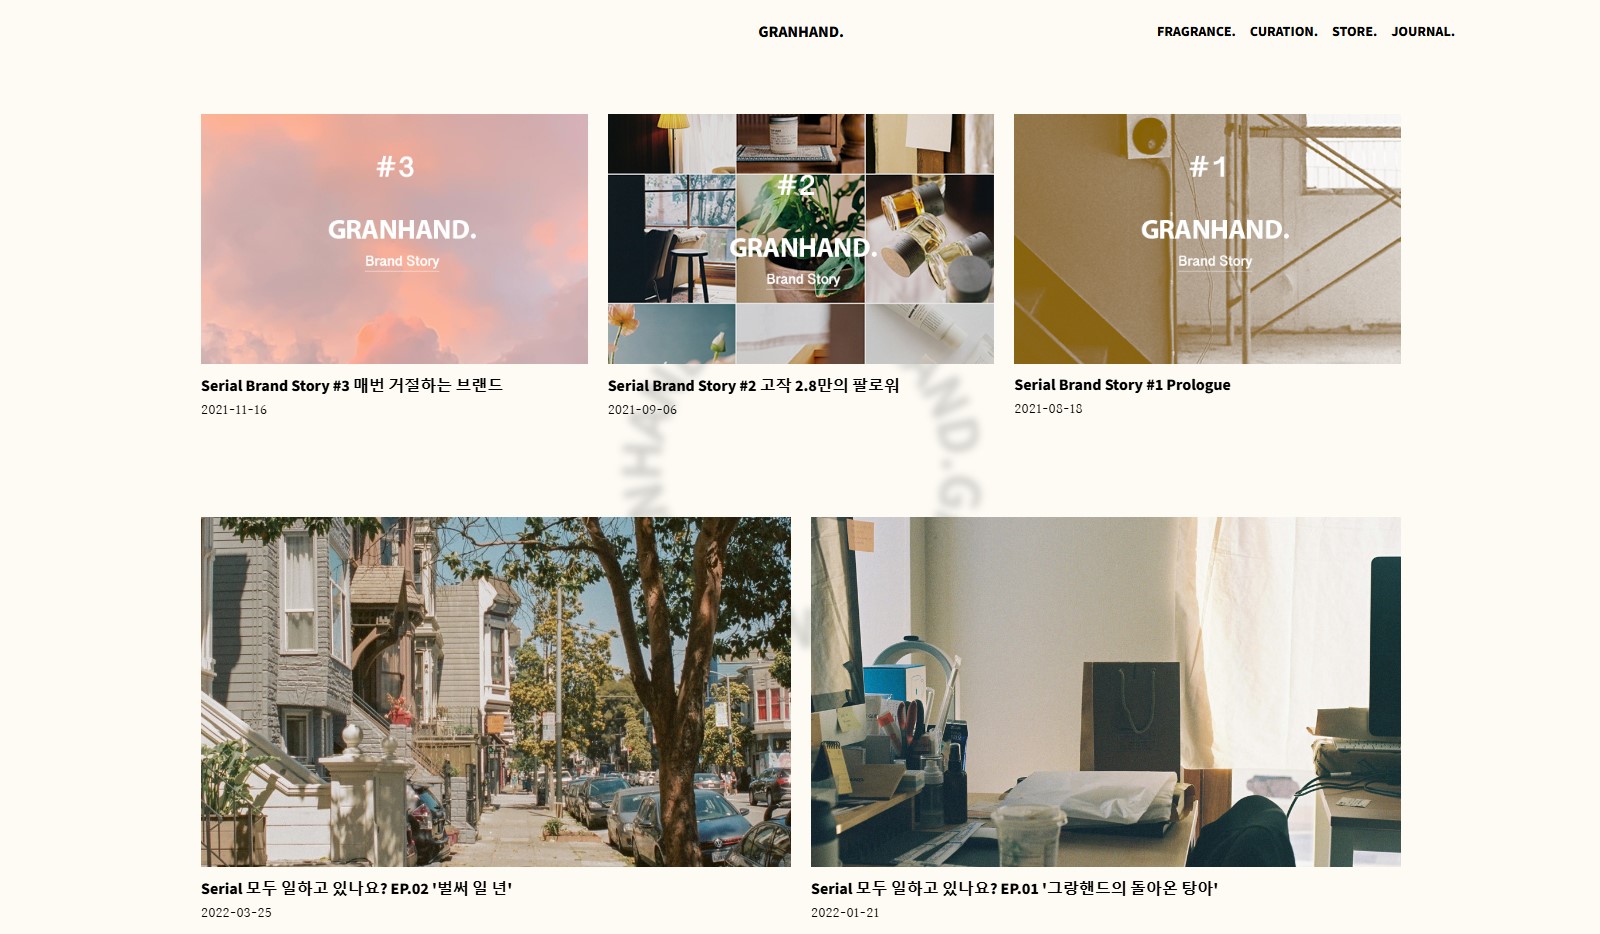 GRANHAND.
FRAGRANCE. CURATION. STORE. JOURNAL.
#3
GRANHAND.
Brand Story
#2
GRANHAND.
Brand Story
#1
GRANHAND.
Brand Story
Serial Brand Story #3 매번 거절하는 브랜드
2021-11-16
Serial Brand Story #2 고작 2.8만의 팔로워
2021-09-06
Serial Brand Story #1 Prologue
2021-08-18
Serial 모두 일하고 있나요? EP.02 '벌써 일 년'
2022-03-25
Serial 모두 일하고 있나요? EP.01 '그랑핸드의 돌아온 탕아'
2022-01-21